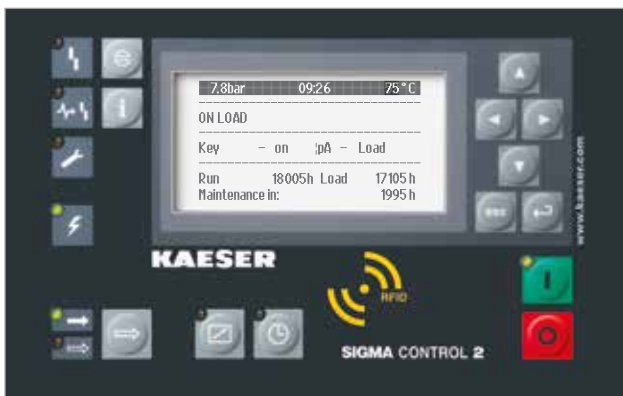 7.8bar 09:26 75°C
ON LOAD
Key - on pA - Load
Run 18005h Load 17105h
Maintenance in: 1995h
esc
www.kaeser.com
KAESER
RFID
I
SIGMA CONTROL 2